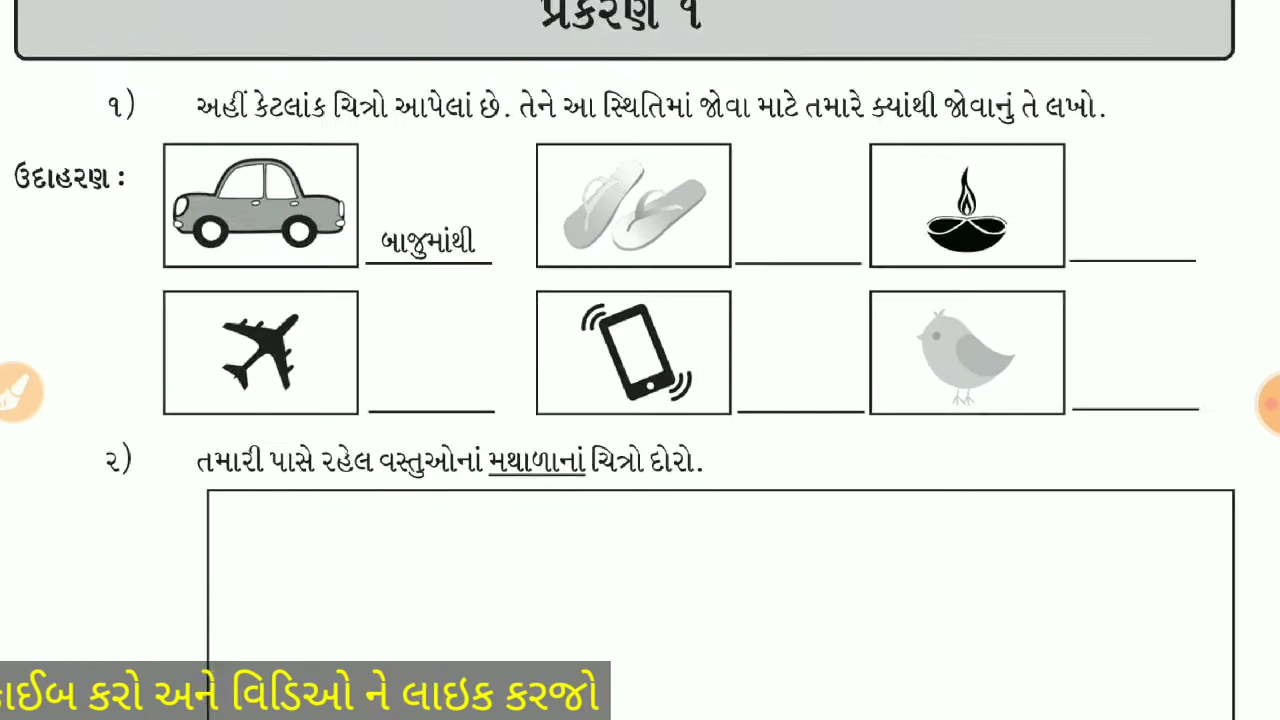 પ્રકરણ ૧
૧) અહીં કેટલાંક ચિત્રો આપેલાં છે. તેને આ સ્થિતિમાં જોવા માટે તમારે ક્યાંથી જોવાનું તે લખો.
ઉદાહરણ :
બાજુમાંથી
૨) તમારી પાસે રહેલ વસ્તુઓનાં મથાળાનાં ચિત્રો દોરો.
કરો અને વિડિઓ ને લાઇક કરજો